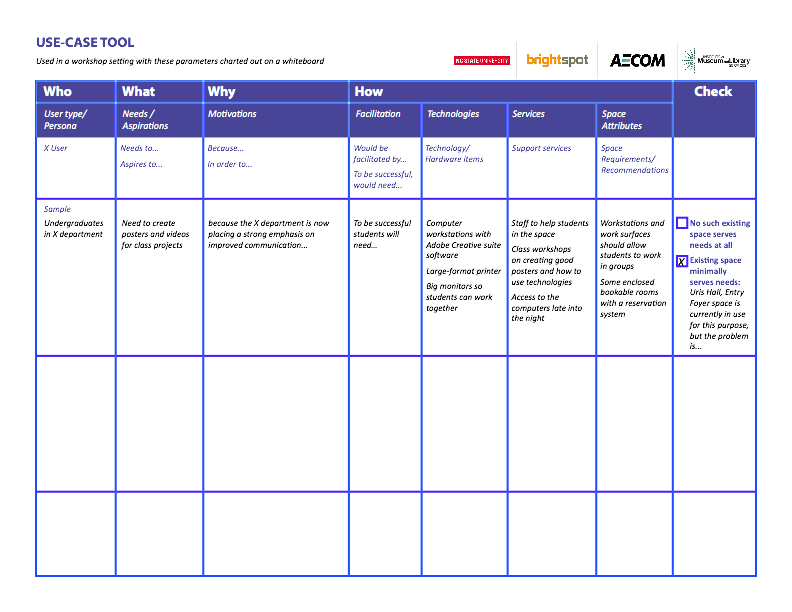 USE-CASE TOOL
Used in a workshop setting with these parameters charted out on a whiteboard
NC STATE UNIVERSITY
brightspot
AECOM
Museum and Library
Who
What
Why
How
Check
User type/
Persona
Needs /
Aspirations
Motivations
Facilitation
Technologies
Services
Space
Attributes
X User
Needs to...
Aspires to...
Because...
In order to...
Would be
facilitated by...
To be successful,
would need...
Technology/
Hardware items
Support services
Space
Requirements/
Recommendations
Sample
Undergraduates
in X department
Need to create
posters and videos
for class projects
because the X department is now
placing a strong emphasis on
improved communication...
To be successful
students will
need...
Computer
workstations with
Adobe Creative suite
software
Large-format printer
Big monitors so
students can work
together
Staff to help students
in the space
Class workshops
on creating good
posters and how to
use technologies
Access to the
computers late into
the night
Workstations and
work surfaces
should allow
students to work
in groups
Some enclosed
bookable rooms
with a reservation
system
No such existing
space serves
needs at all
X
Existing space
minimally
serves needs:
Uris Hall, Entry
Foyer space is
currently in use
for this purpose,
but the problem
is...